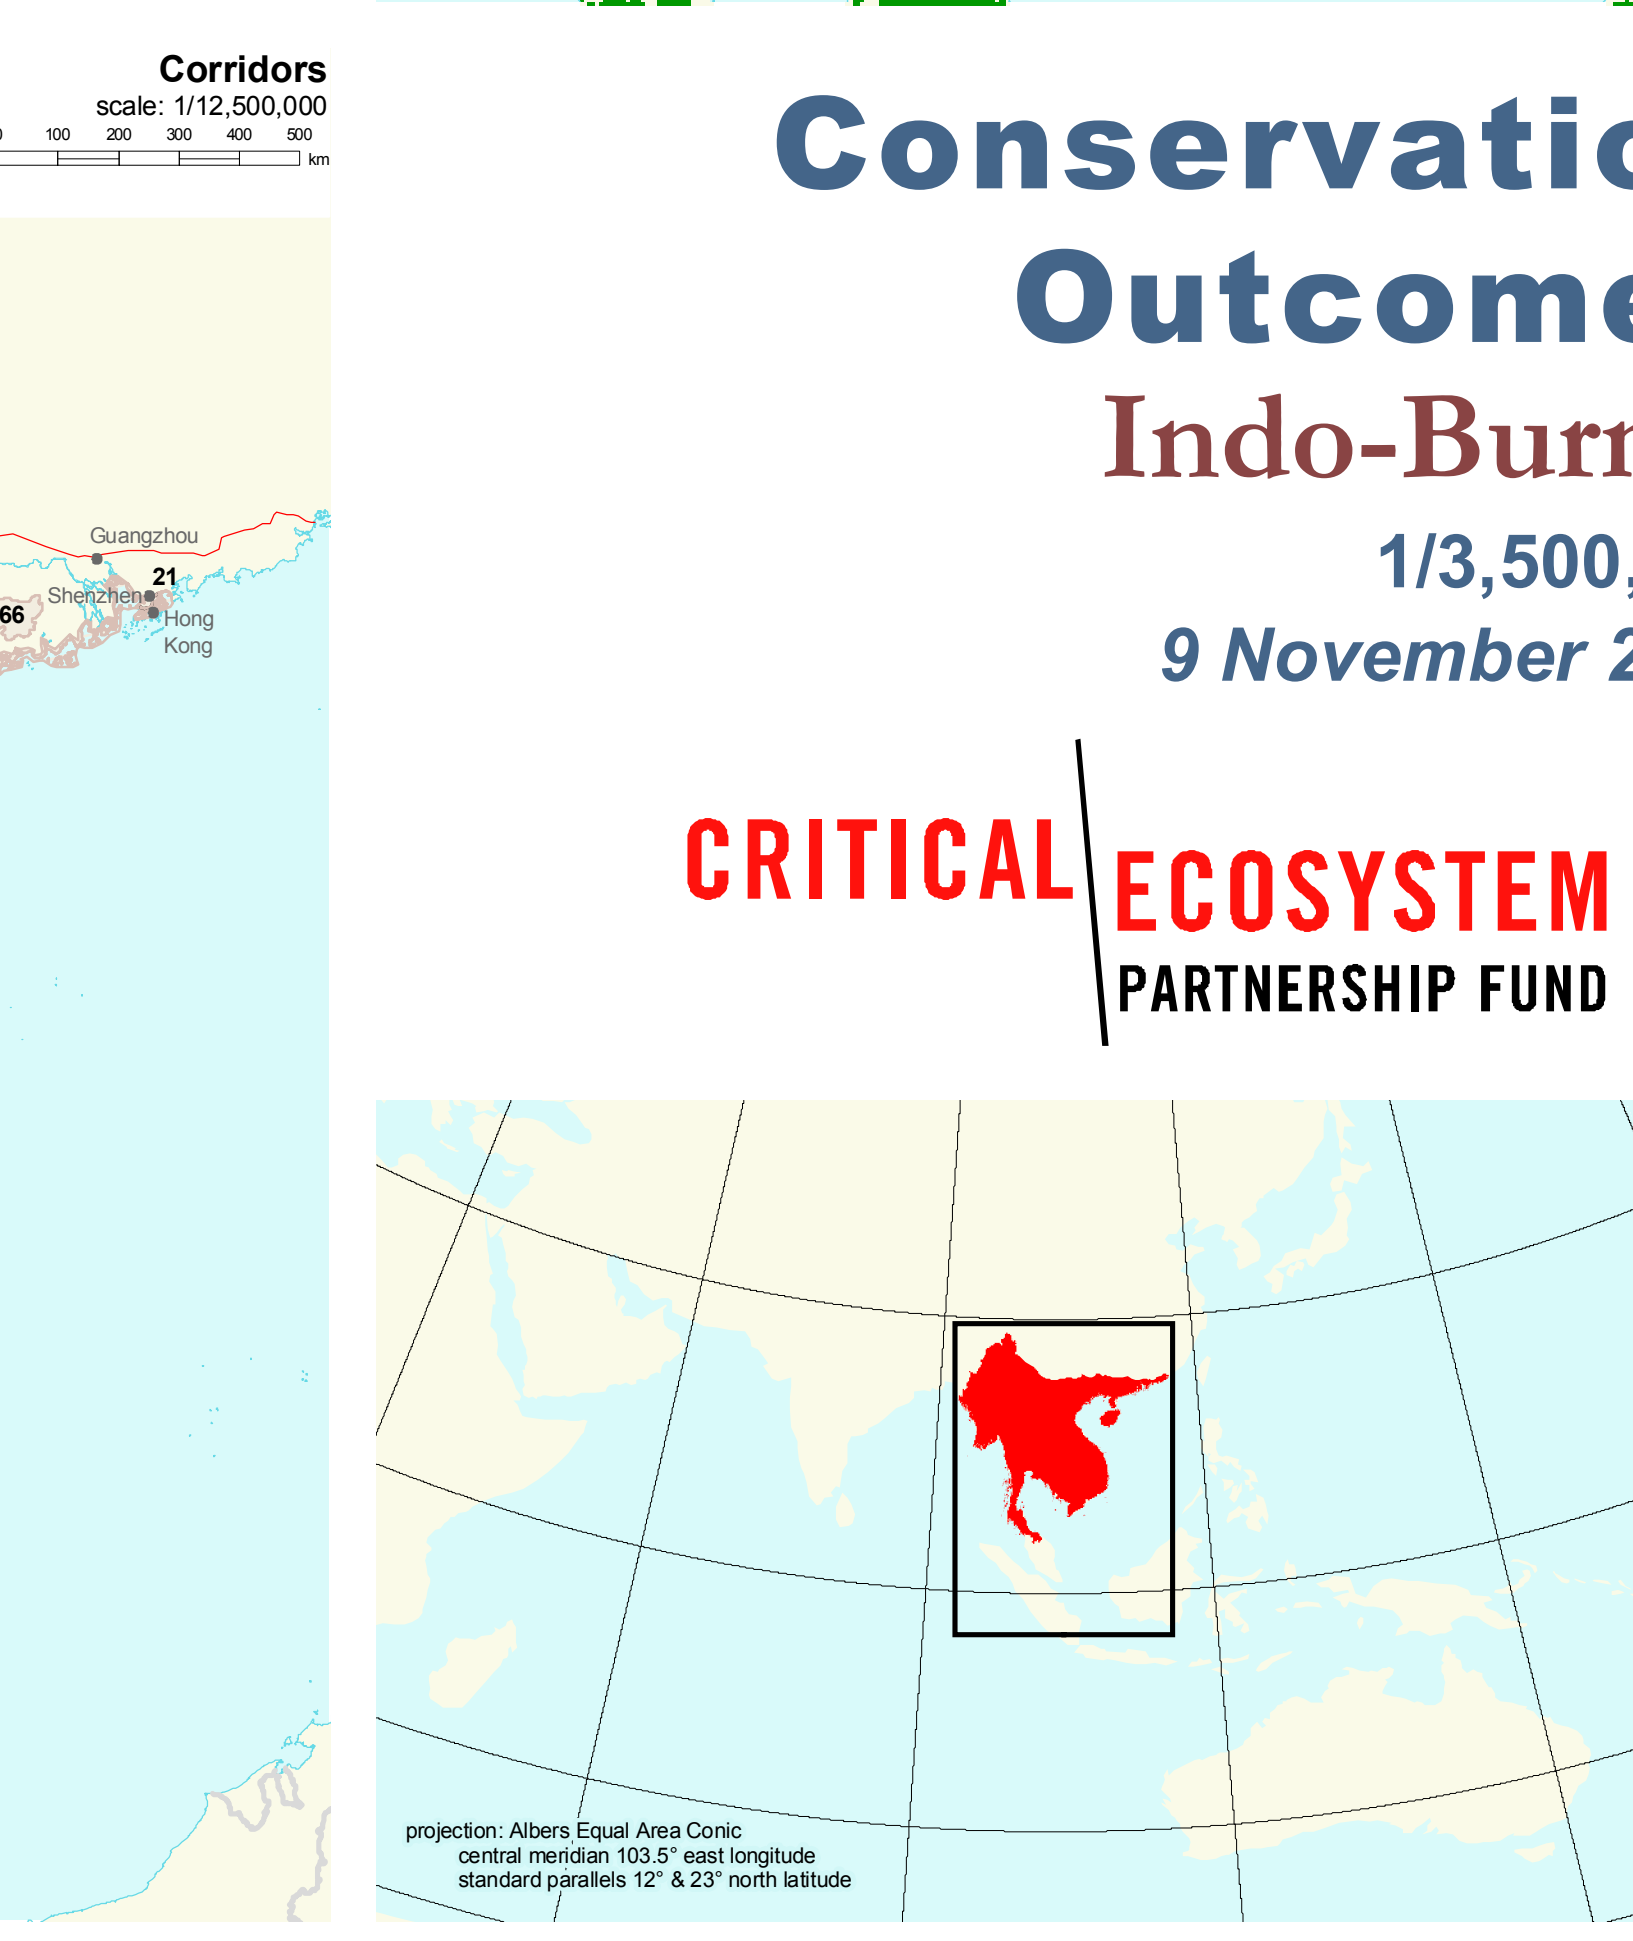 Corridors
scale: 1/12,500,000
0 100 200 300 400 500
km
Guangzhou
21
Shenzhen
66
Hong
Kong
Conservatio
Outcome
Indo-Bur
1/3,500,
9 November 2
CRITICAL
ECOSYSTEM
PARTNERSHIP FUND
projection: Albers Equal Area Conic
central meridian 103.5° east longitude
standard parallels 12° & 23° north latitude